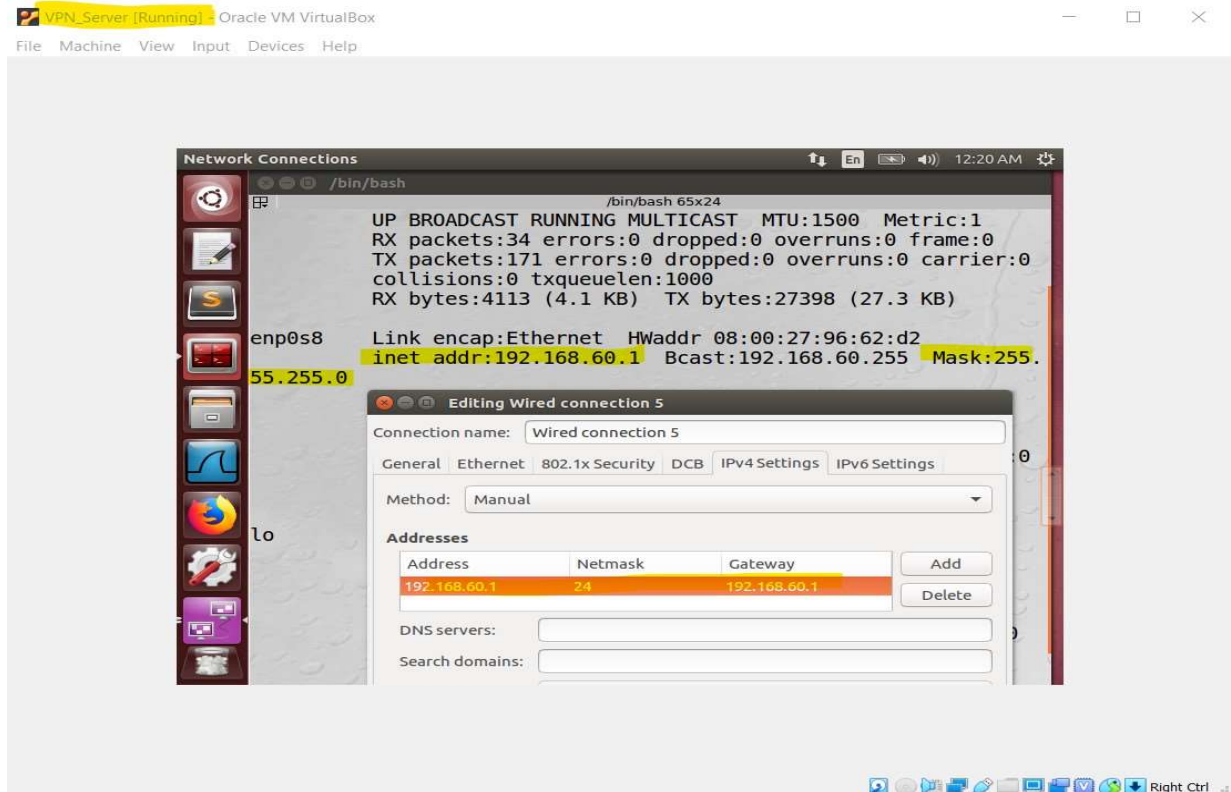 VPN_Server [Running] - Oracle VM VirtualBox
File Machine View Input Devices Help
Network Connections
En
12:20 AM
/bin/bash
/bin/bash 65x24
UP BROADCAST RUNNING MULTICAST MTU:1500 Metric:1
RX packets:34 errors:0 dropped:0 overruns:0 frame:0
TX packets:171 errors:0 dropped:0 overruns:0 carrier:0
collisions:0 txqueuelen:1000
RX bytes:4113 (4.1 KB) TX bytes:27398 (27.3 KB)
enp0s8 Link encap:Ethernet HWaddr 08:00:27:96:62:d2
inet addr:192.168.60.1 Bcast:192.168.60.255 Mask:255.
55.255.0
Editing Wired connection 5
Connection name: Wired connection 5
General Ethernet 802.1x Security DCB IPv4 Settings IPv6 Settings
:0
Method: Manual
lo
Addresses
Address Netmask Gateway Add
192.168.60.1 24 192.168.60.1
Delete
DNS servers:
Search domains:
Right Ctrl